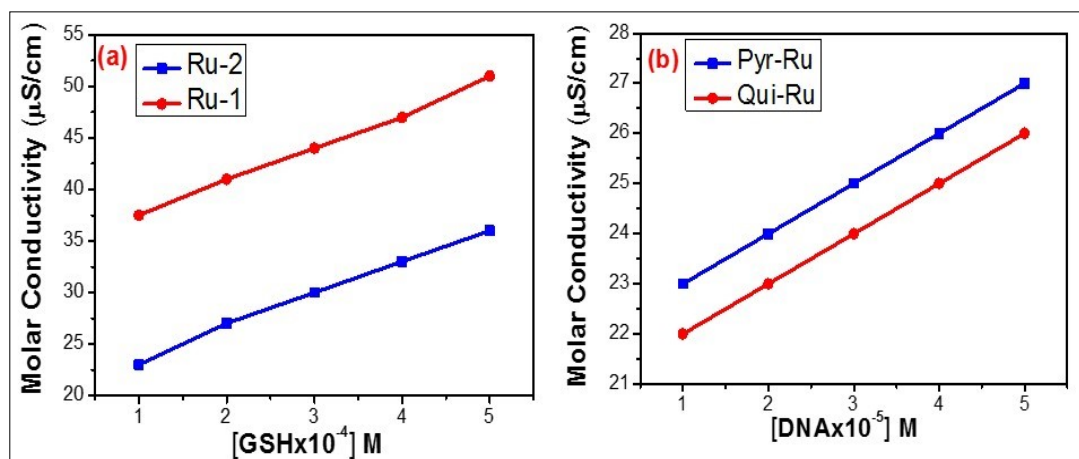 (a)
Ru-2
Ru-1
Molar Conductivity (µS/cm)
55
50
45
40
35
30
25
20
1 2 3 4 5
[GSHx10⁻⁴] M
(b)
Pyr-Ru
Qui-Ru
Molar Conductivity (µS/cm)
28
27
26
25
24
23
22
21
1 2 3 4 5
[DNAx10⁻⁵] M